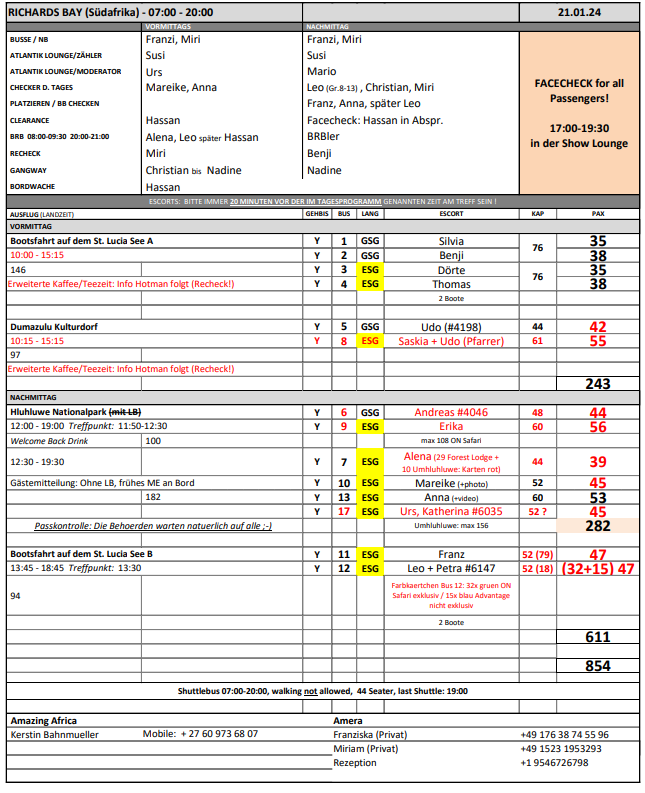 RICHARDS BAY (Südafrika) - 07:00 - 20:00 21.01.24
VORMITTAGS NACHMITTAG
BUSSE / NB Franzi, Miri Franzi, Miri
ATLANTIK LOUNGE/ZÄHLER Susi Susi
ATLANTIK LOUNGE/MODERATOR Urs Mario
CHECKER D. TAGES Mareike, Anna Leo (Gr.8-13) , Christian, Miri
PLATZIEREN / BB CHECKEN Franz, Anna, später Leo
CLEARANCE Hassan Facecheck: Hassan in Abspr.
BRB 08:00-09:30 20:00-21:00 Alena, Leo später Hassan BRBler
RECHECK Miri Benji
GANGWAY Christian bis Nadine Nadine
BORDWACHE Hassan
FACECHECK for all
Passengers!
17:00-19:30
in der Show Lounge
ESCORTS: BITTE IMMER 20 MINUTEN VOR DER IM TAGESPROGRAMM GENANNTEN ZEIT AM TREFF SEIN !
AUSFLUG (LANDZEIT) GEHBIS BUS LANG ESCORT KAP PAX
VORMITTAG
Bootsfahrt auf dem St. Lucia See A Y 1 GSG Silvia 76 35
10:00 - 15:15 Y 2 GSG Benji 38
146 Y 3 ESG Dörte 76 35
Erweiterte Kaffee/Teezeit: Info Hotman folgt (Recheck!) Y 4 ESG Thomas 38
2 Boote
Dumazulu Kulturdorf Y 5 GSG Udo (#4198) 44 42
10:15 - 15:15 Y 8 ESG Saskia + Udo (Pfarrer) 61 55
97
Erweiterte Kaffee/Teezeit: Info Hotman folgt (Recheck!)
243
NACHMITTAG
Hluhluwe Nationalpark (mit LB) Y 6 GSG Andreas #4046 48 44
12:00 - 19:00 Treffpunkt: 11:50-12:30 Y 9 ESG Erika 60 56
Welcome Back Drink 100 max 108 ON Safari
12:30 - 19:30 Y 7 ESG Alena (29 Forest Lodge + 10 Umhluhluwe: Karten rot) 44 39
Gästemitteilung: Ohne LB, frühes ME an Bord Y 10 ESG Mareike (+photo) 52 45
182 Y 13 ESG Anna (+video) 60 53
Y 17 ESG Urs, Katherina #6035 52 ? 45
Passkontrolle: Die Behoerden warten natuerlich auf alle ;-) Umhluhluwe: max 156 282
Bootsfahrt auf dem St. Lucia See B Y 11 ESG Franz 52 (79) 47
13:45 - 18:45 Treffpunkt: 13:30 Y 12 ESG Leo + Petra #6147 52 (18) (32+15) 47
94
Farbkaertchen Bus 12: 32x gruen ON
Safari exklusiv / 15x blau Advantage
nicht exklusiv
2 Boote
611
854
Shuttlebus 07:00-20:00, walking not allowed, 44 Seater, last Shuttle: 19:00
Amazing Africa Amera
Kerstin Bahnmueller Mobile: + 27 60 973 68 07 Franziska (Privat) +49 176 38 74 55 96
Miriam (Privat) +49 1523 1953293
Rezeption +1 9546726798